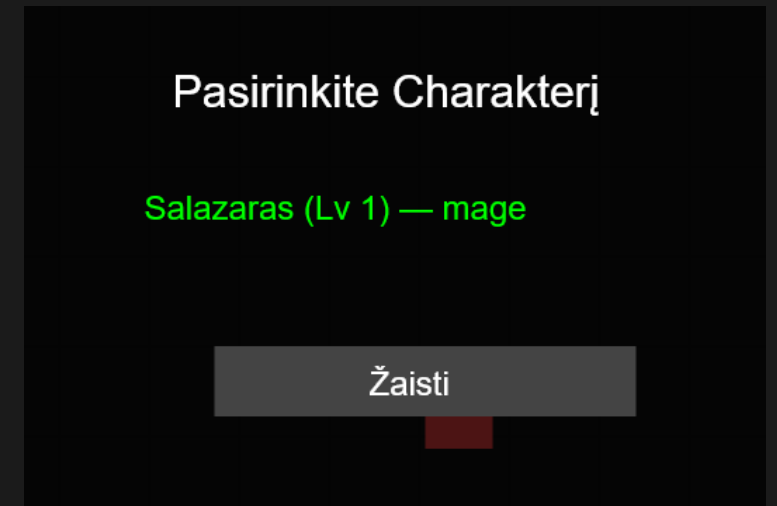 Pasirinkite Charakterį
Salazaras (Lv 1) — mage
Žaisti